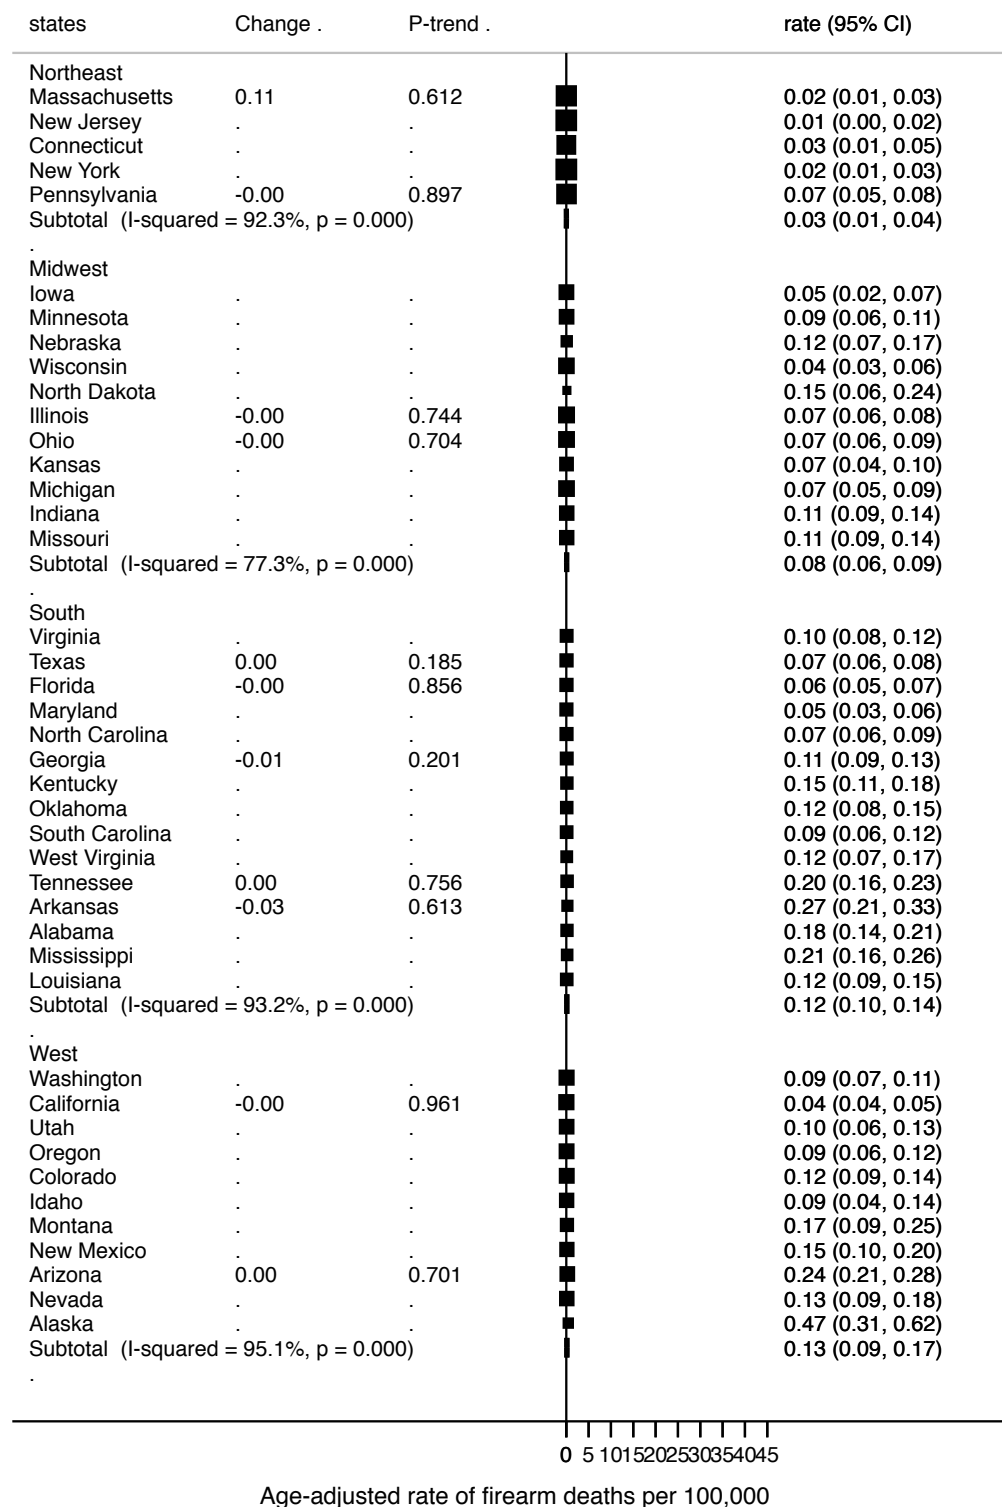 states Change . P-trend . rate (95% CI)
Northeast
Massachusetts 0.11 0.612 0.02 (0.01, 0.03)
New Jersey . . 0.01 (0.00, 0.02)
Connecticut . . 0.03 (0.01, 0.05)
New York . . 0.02 (0.01, 0.03)
Pennsylvania -0.00 0.897 0.07 (0.05, 0.08)
Subtotal (I-squared = 92.3%, p = 0.000) 0.03 (0.01, 0.04)
.
Midwest
Iowa . . 0.05 (0.02, 0.07)
Minnesota . . 0.09 (0.06, 0.11)
Nebraska . . 0.12 (0.07, 0.17)
Wisconsin . . 0.04 (0.03, 0.06)
North Dakota . . 0.15 (0.06, 0.24)
Illinois -0.00 0.744 0.07 (0.06, 0.08)
Ohio -0.00 0.704 0.07 (0.06, 0.09)
Kansas . . 0.07 (0.04, 0.10)
Michigan . . 0.07 (0.05, 0.09)
Indiana . . 0.11 (0.09, 0.14)
Missouri . . 0.11 (0.09, 0.14)
Subtotal (I-squared = 77.3%, p = 0.000) 0.08 (0.06, 0.09)
.
South
Virginia . . 0.10 (0.08, 0.12)
Texas 0.00 0.185 0.07 (0.06, 0.08)
Florida -0.00 0.856 0.06 (0.05, 0.07)
Maryland . . 0.05 (0.03, 0.06)
North Carolina . . 0.07 (0.06, 0.09)
Georgia -0.01 0.201 0.11 (0.09, 0.13)
Kentucky . . 0.15 (0.11, 0.18)
Oklahoma . . 0.12 (0.08, 0.15)
South Carolina . . 0.09 (0.06, 0.12)
West Virginia . . 0.12 (0.07, 0.17)
Tennessee 0.00 0.756 0.20 (0.16, 0.23)
Arkansas -0.03 0.613 0.27 (0.21, 0.33)
Alabama . . 0.18 (0.14, 0.21)
Mississippi . . 0.21 (0.16, 0.26)
Louisiana . . 0.12 (0.09, 0.15)
Subtotal (I-squared = 93.2%, p = 0.000) 0.12 (0.10, 0.14)
.
West
Washington . . 0.09 (0.07, 0.11)
California -0.00 0.961 0.04 (0.04, 0.05)
Utah . . 0.10 (0.06, 0.13)
Oregon . . 0.09 (0.06, 0.12)
Colorado . . 0.12 (0.09, 0.14)
Idaho . . 0.09 (0.04, 0.14)
Montana . . 0.17 (0.09, 0.25)
New Mexico . . 0.15 (0.10, 0.20)
Arizona 0.00 0.701 0.24 (0.21, 0.28)
Nevada . . 0.13 (0.09, 0.18)
Alaska . . 0.47 (0.31, 0.62)
Subtotal (I-squared = 95.1%, p = 0.000) 0.13 (0.09, 0.17)
.
0 5 10 15 20 25 30 35 40 45
Age-adjusted rate of firearm deaths per 100,000